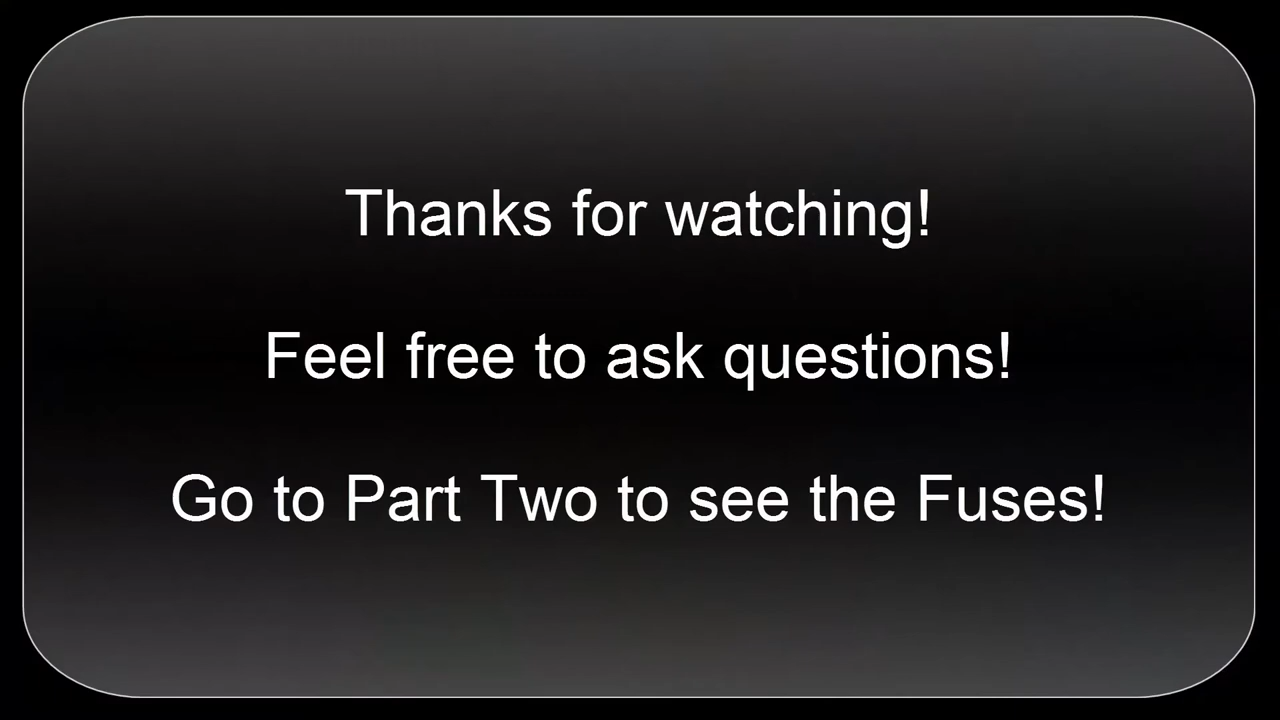 Thanks for watching!
Feel free to ask questions!
Go to Part Two to see the Fuses!